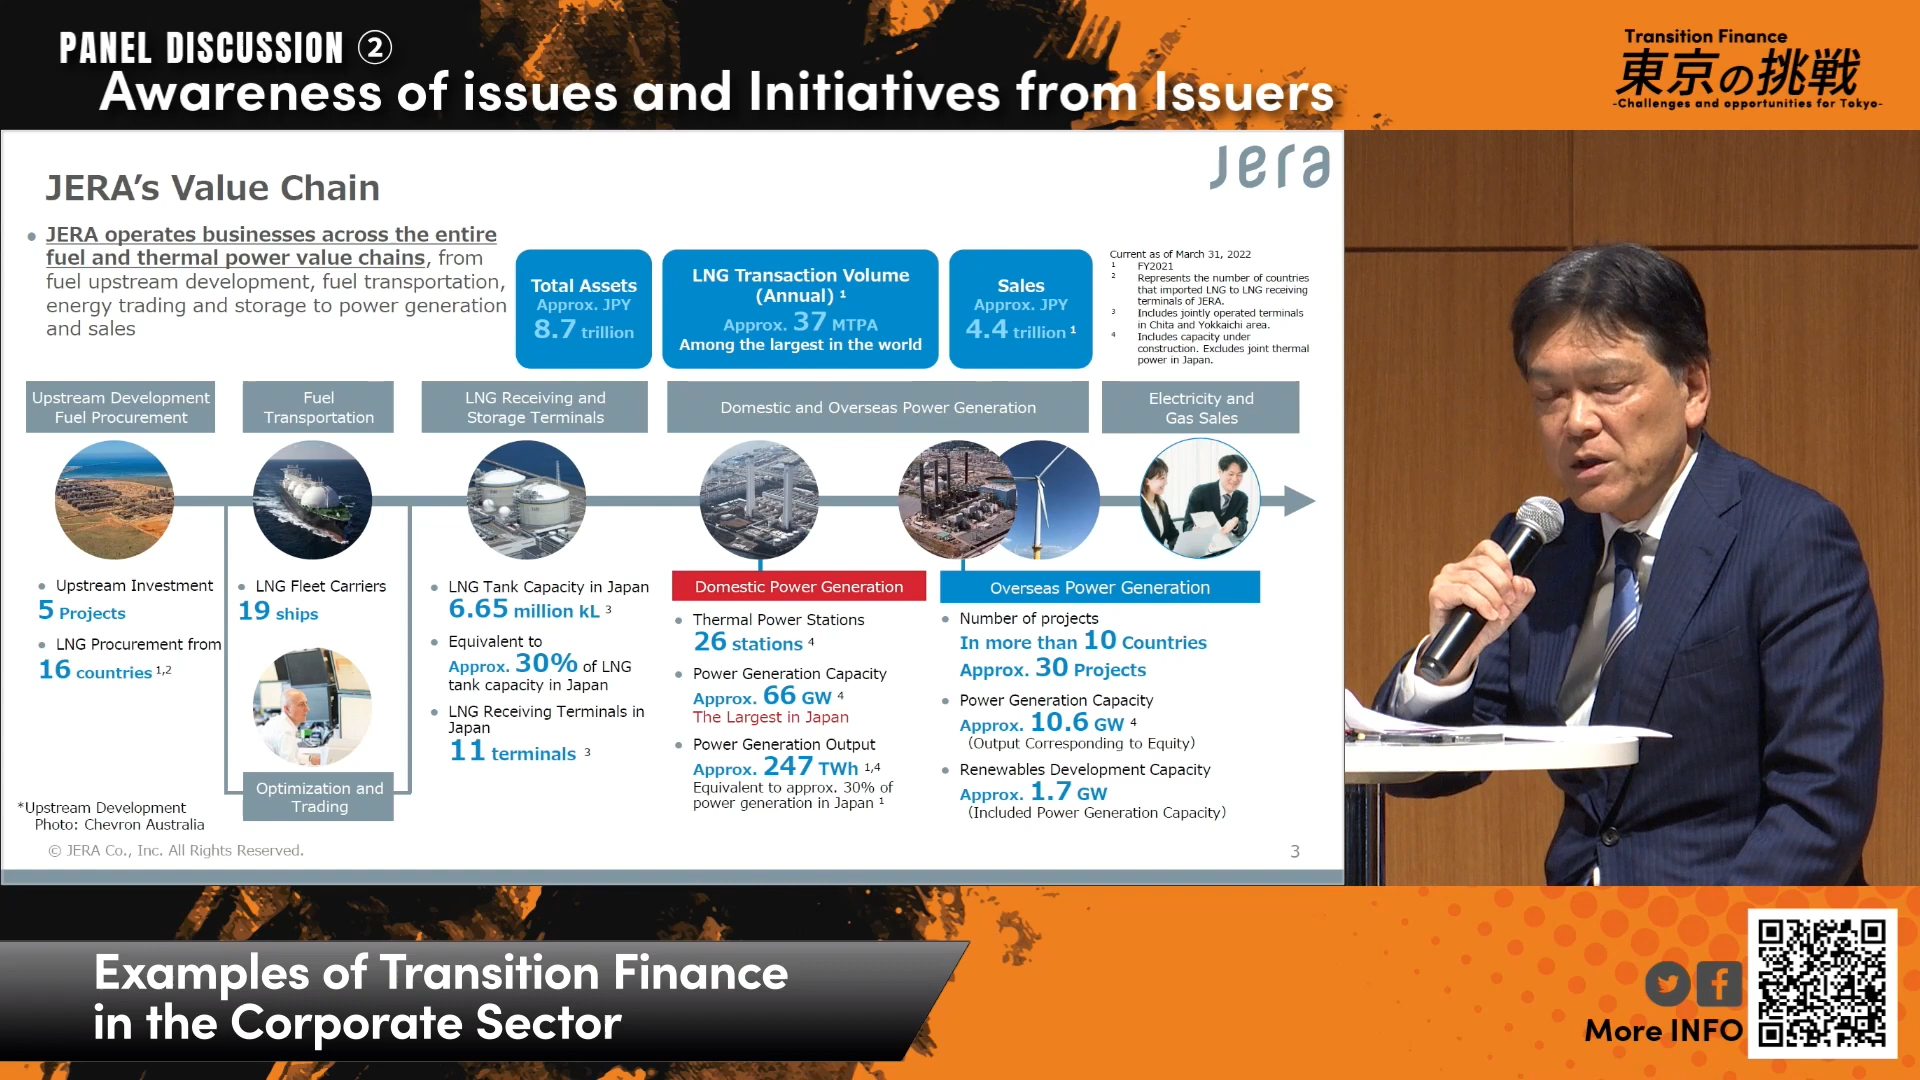 PANEL DISCUSSION ②
Awareness of issues and Initiatives from Issuers
Transition Finance
東京の挑戦
-Challenges and opportunities for Tokyo-
Jera
JERA’s Value Chain
• JERA operates businesses across the entire
fuel and thermal power value chains, from
fuel upstream development, fuel transportation,
energy trading and storage to power generation
and sales
Total Assets
Approx. JPY
8.7 trillion
LNG Transaction Volume
(Annual) 1
Approx. 37 MTPA
Among the largest in the world
Sales
Approx. JPY
4.4 trillion 1
Current as of March 31, 2022
1 FY2021
2 Represents the number of countries
that imported LNG to LNG receiving
terminals of JERA.
3 Includes jointly operated terminals
in Chita and Yokkaichi area.
4 Includes capacity under
construction. Excludes joint thermal
power in Japan.
Upstream Development
Fuel Procurement
Fuel
Transportation
LNG Receiving and
Storage Terminals
Domestic and Overseas Power Generation
Electricity and
Gas Sales
• Upstream Investment
5 Projects
• LNG Procurement from
16 countries 1,2
• LNG Fleet Carriers
19 ships
Optimization and
Trading
• LNG Tank Capacity in Japan
6.65 million kL 3
• Equivalent to
Approx. 30% of LNG
tank capacity in Japan
• LNG Receiving Terminals in
Japan
11 terminals 3
Domestic Power Generation
• Thermal Power Stations
26 stations 4
• Power Generation Capacity
Approx. 66 GW 4
The Largest in Japan
• Power Generation Output
Approx. 247 TWh 1,4
Equivalent to approx. 30% of
power generation in Japan 1
Overseas Power Generation
• Number of projects
In more than 10 Countries
Approx. 30 Projects
• Power Generation Capacity
Approx. 10.6 GW 4
(Output Corresponding to Equity)
• Renewables Development Capacity
Approx. 1.7 GW
(Included Power Generation Capacity)
*Upstream Development
Photo: Chevron Australia
© JERA Co., Inc. All Rights Reserved.
3
Examples of Transition Finance
in the Corporate Sector
More INFO